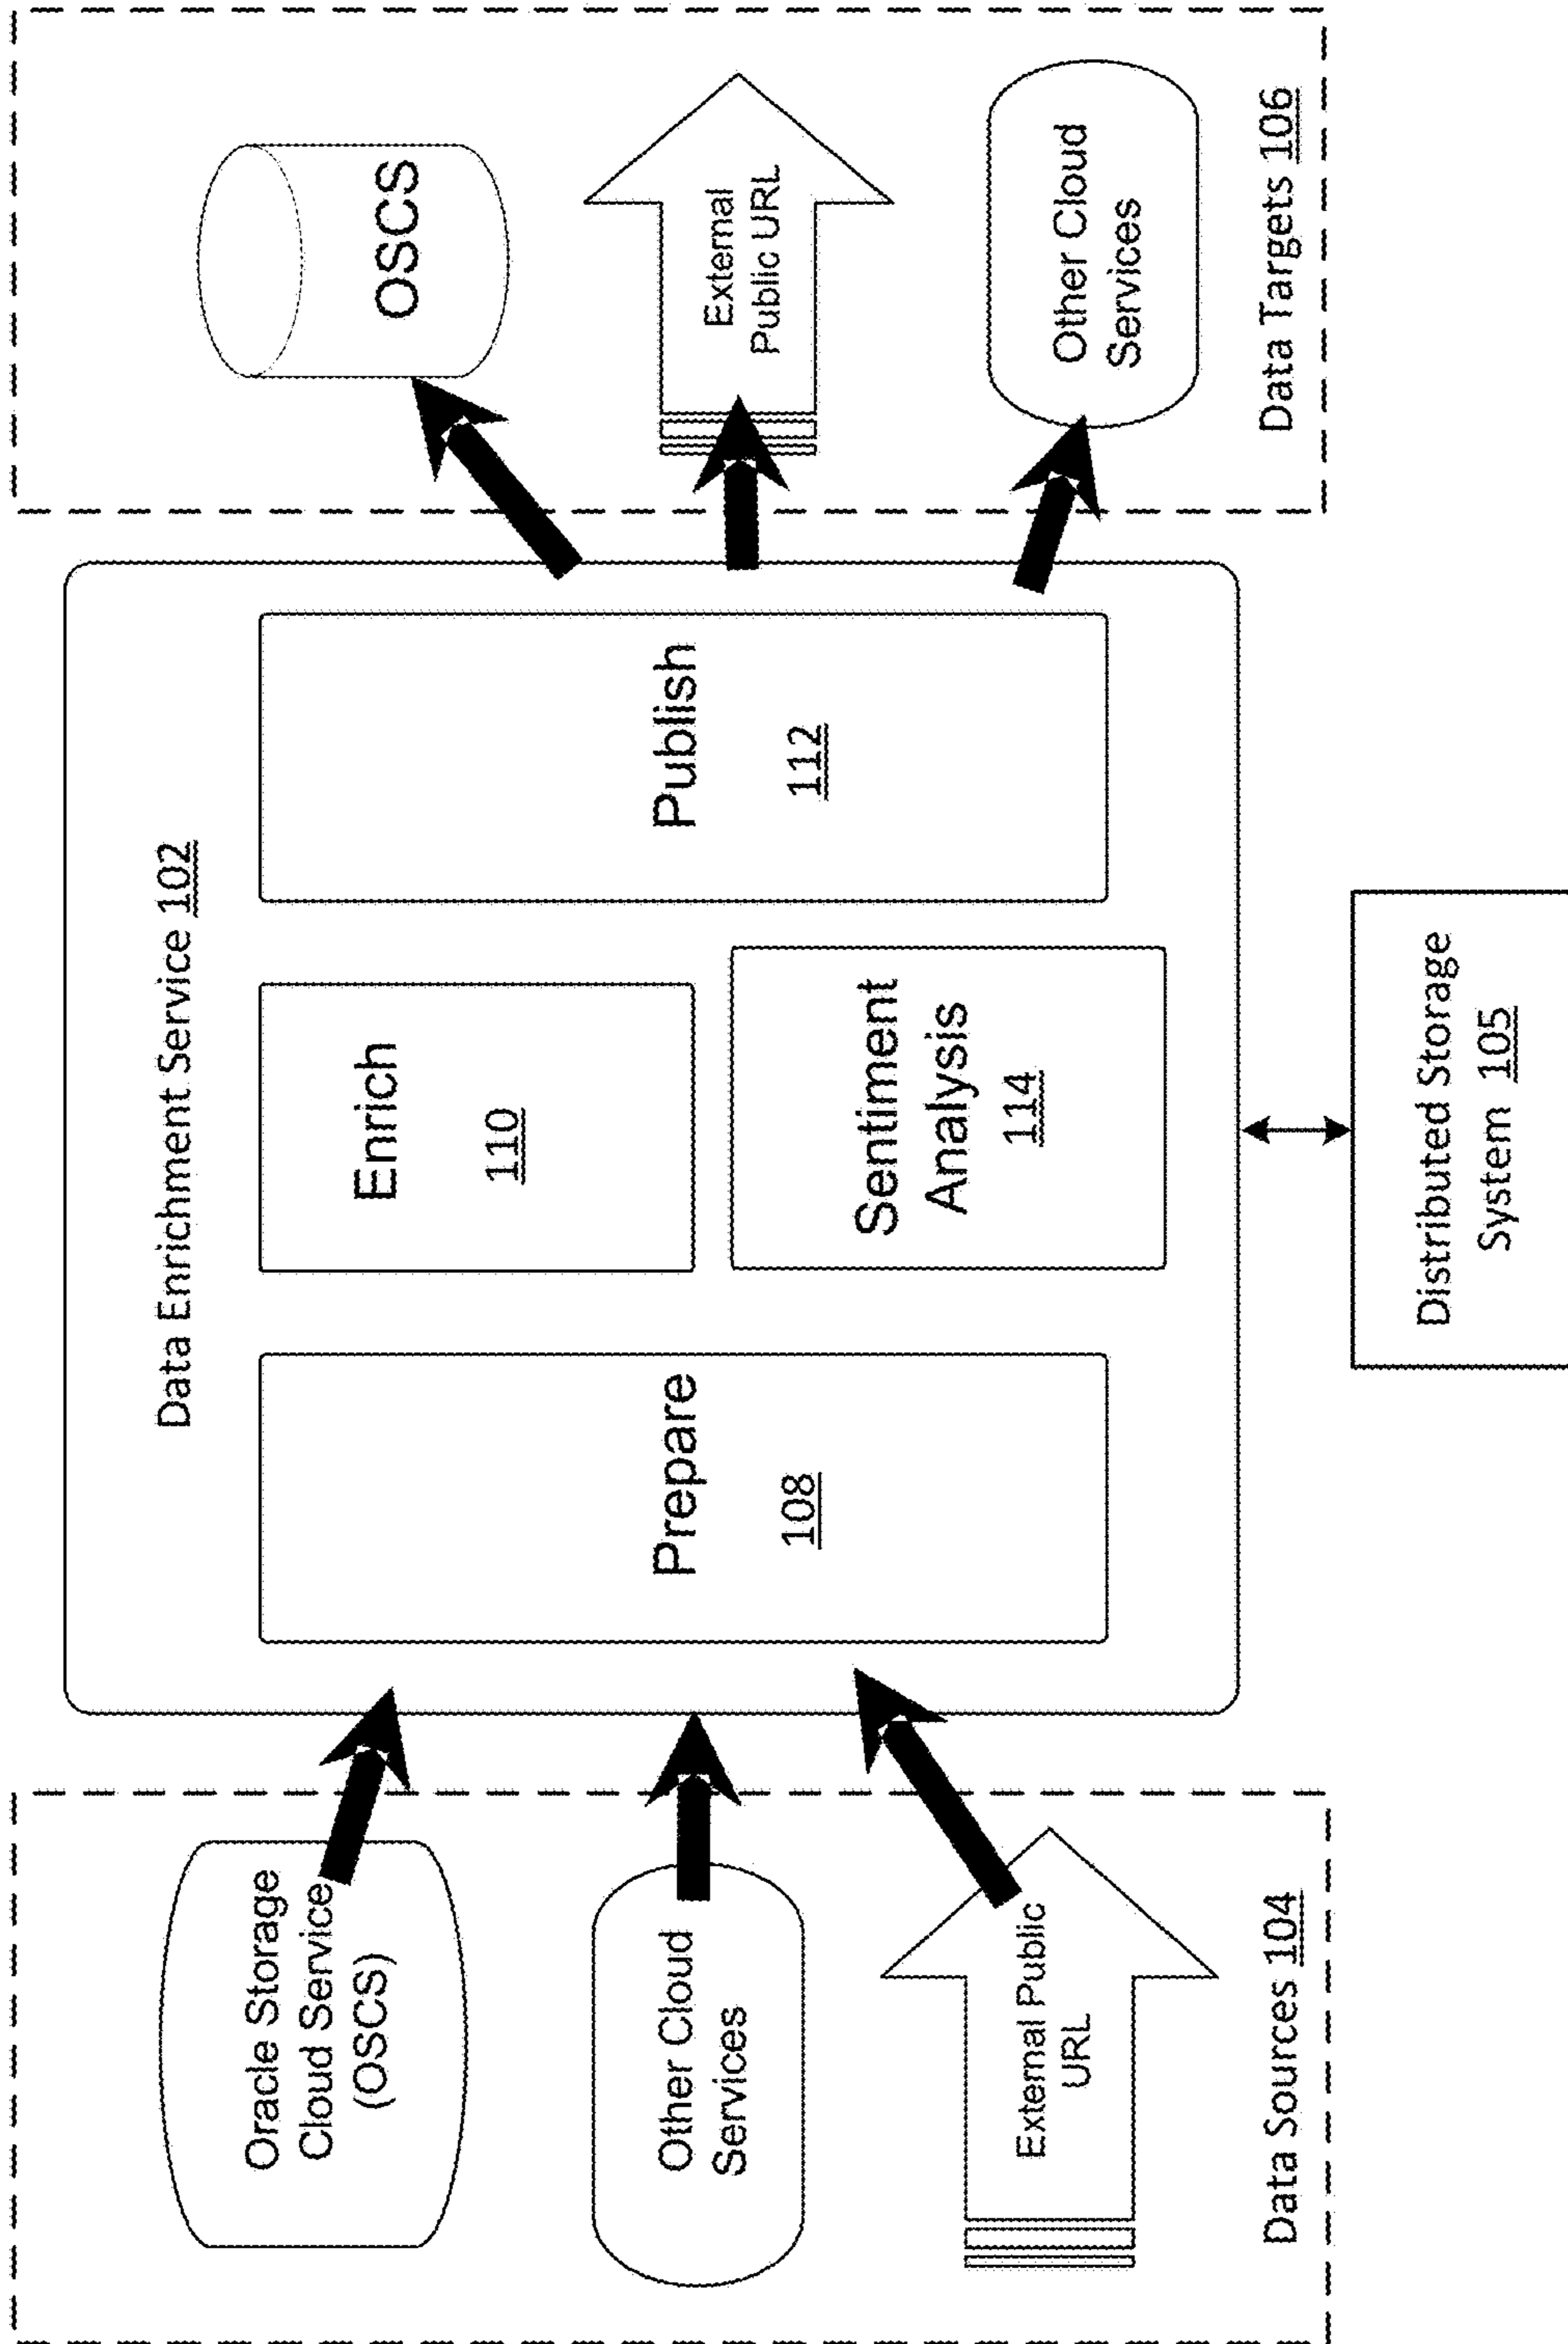 Oracle Storage
Cloud Service
(OSCS)
Other Cloud
Services
External Public
URL
Data Sources 104
Data Enrichment Service 102
Prepare
108
Enrich
110
Sentiment
Analysis
114
Publish
112
Distributed Storage
System 105
OSCS
External
Public URL
Other Cloud
Services
Data Targets 106